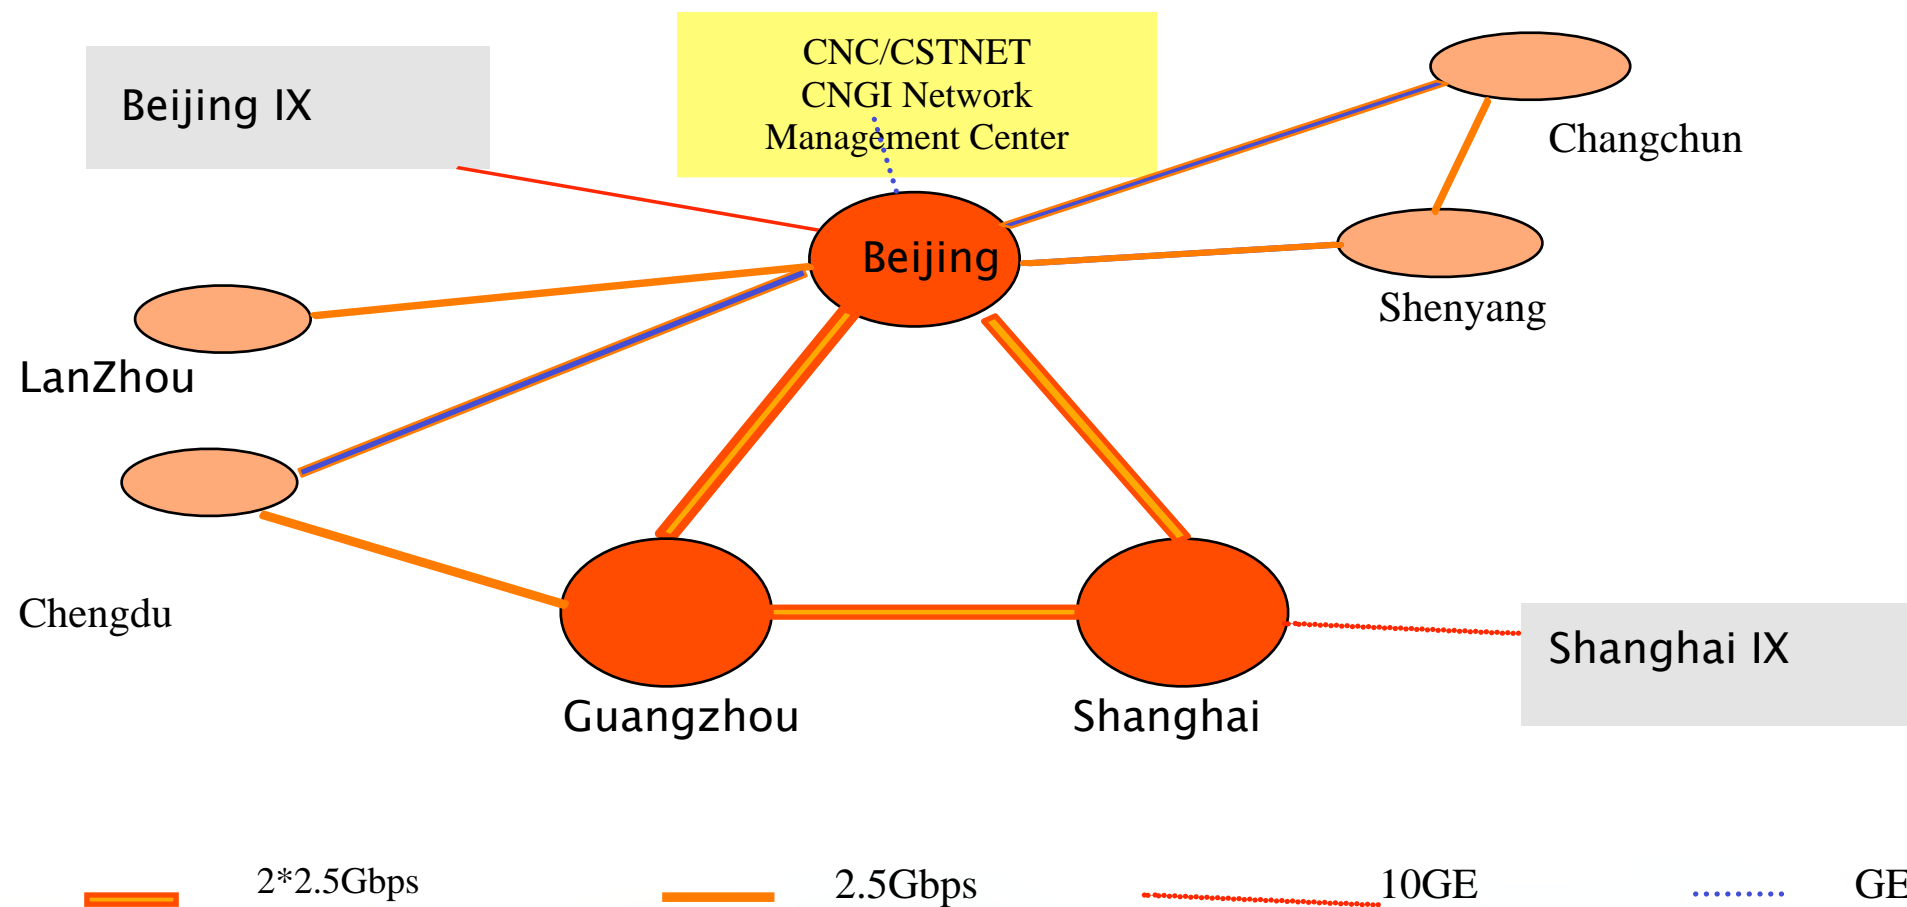 CNC/CSTNET
CNGI Network
Management Center
Beijing IX
Changchun
Beijing
Shenyang
LanZhou
Chengdu
Shanghai IX
Guangzhou
Shanghai
2*2.5Gbps
2.5Gbps
10GE
GE